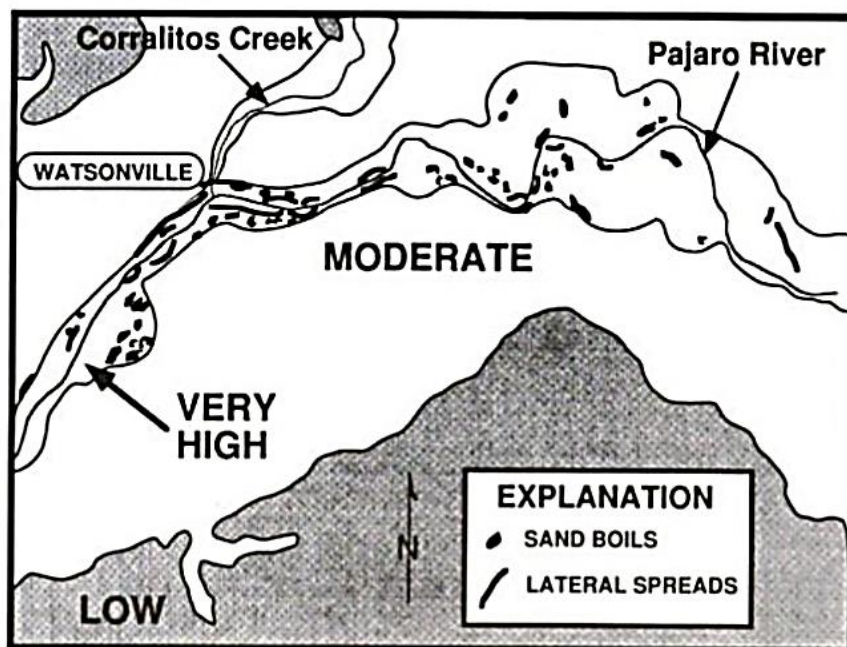 Corralitos Creek
Pajaro River
WATSONVILLE
MODERATE
VERY
HIGH
LOW
N
EXPLANATION
SAND BOILS
LATERAL SPREADS